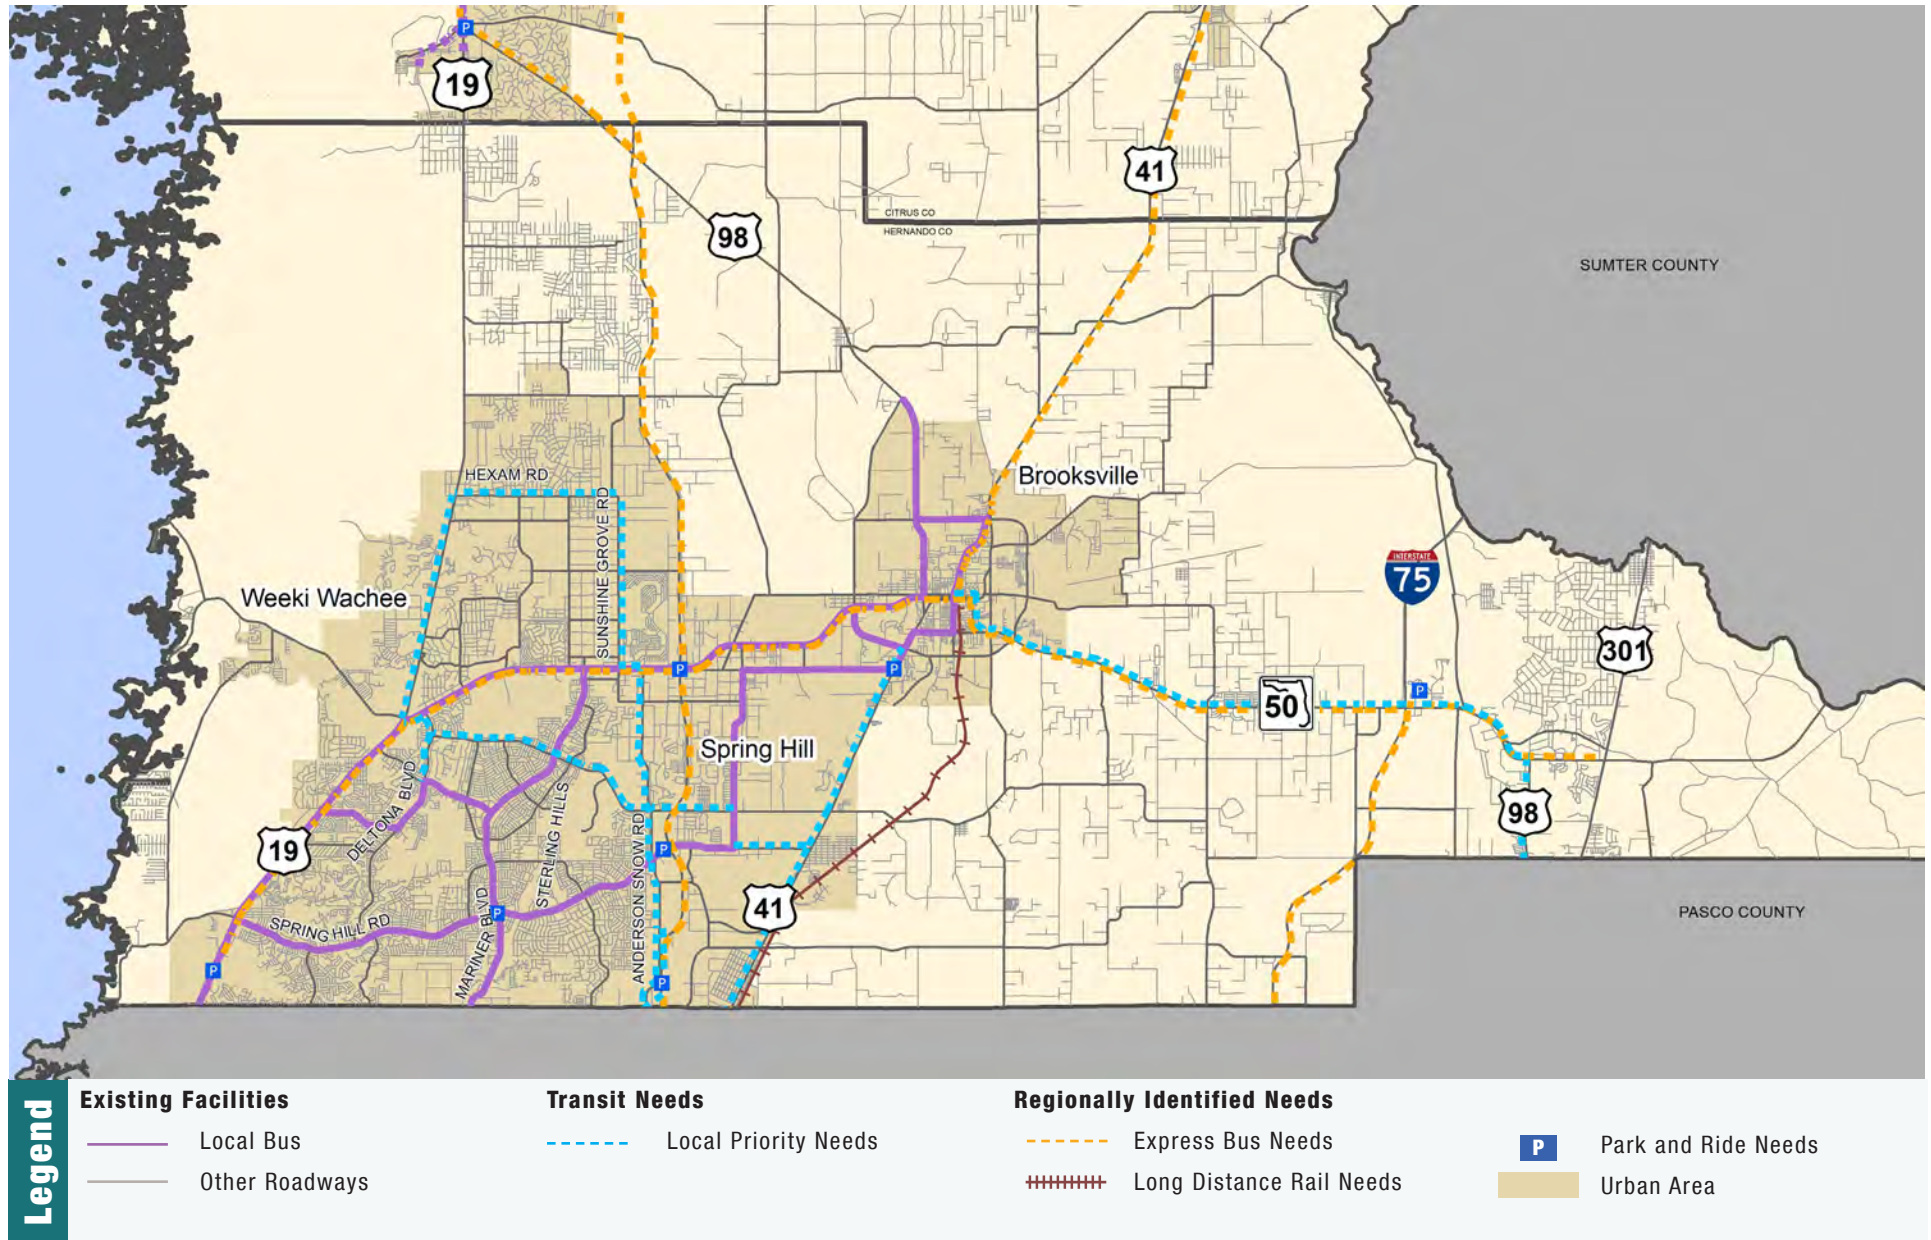 P
19
41
CITRUS CO
HERNANDO CO
98
SUMTER COUNTY
HEXAM RD
Brooksville
SUNSHINE GROVE RD
INTERSTATE
75
Weeki Wachee
301
P
P
P
50
Spring Hill
DELTONA BLVD
STERLING HILLS
98
19
ANDERSON SNOW RD
P
41
MARINER BLVD
P
SPRING HILL RD
PASCO COUNTY
P
P
Legend
Existing Facilities
Local Bus
Other Roadways
Transit Needs
Local Priority Needs
Regionally Identified Needs
Express Bus Needs
Long Distance Rail Needs
P Park and Ride Needs
Urban Area